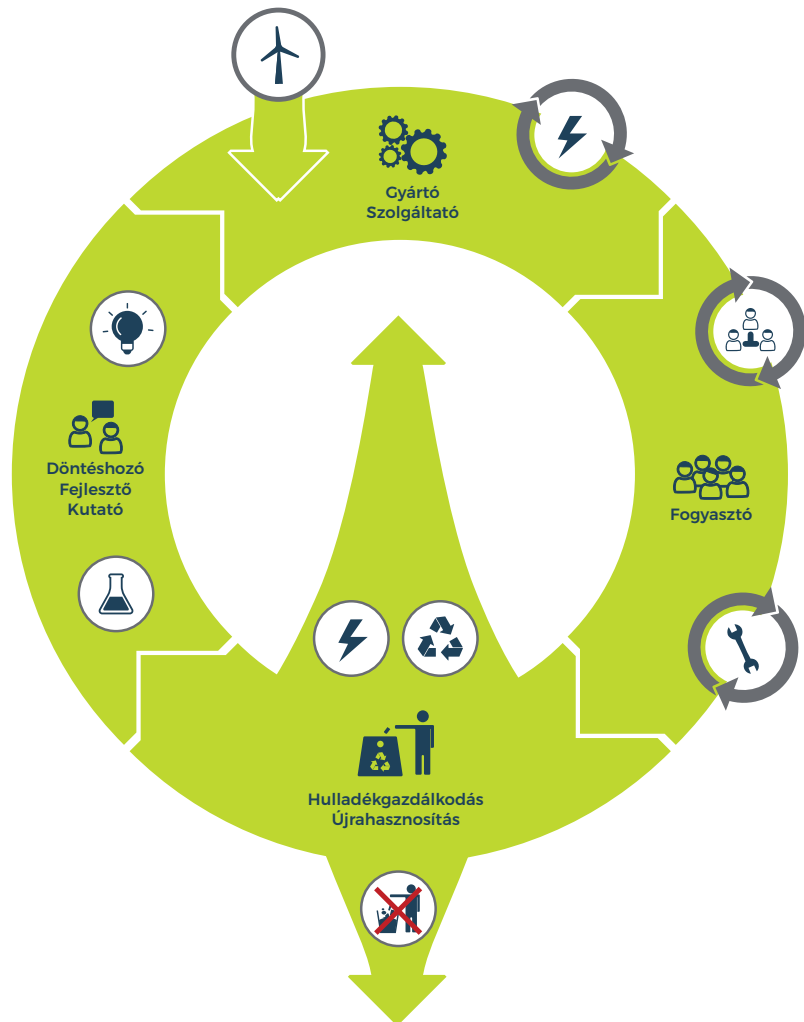 Gyártó
Szolgáltató
Döntéshozó
Fejlesztő
Kutató
Fogyasztó
Hulladékgazdálkodás
Újrahasznosítás